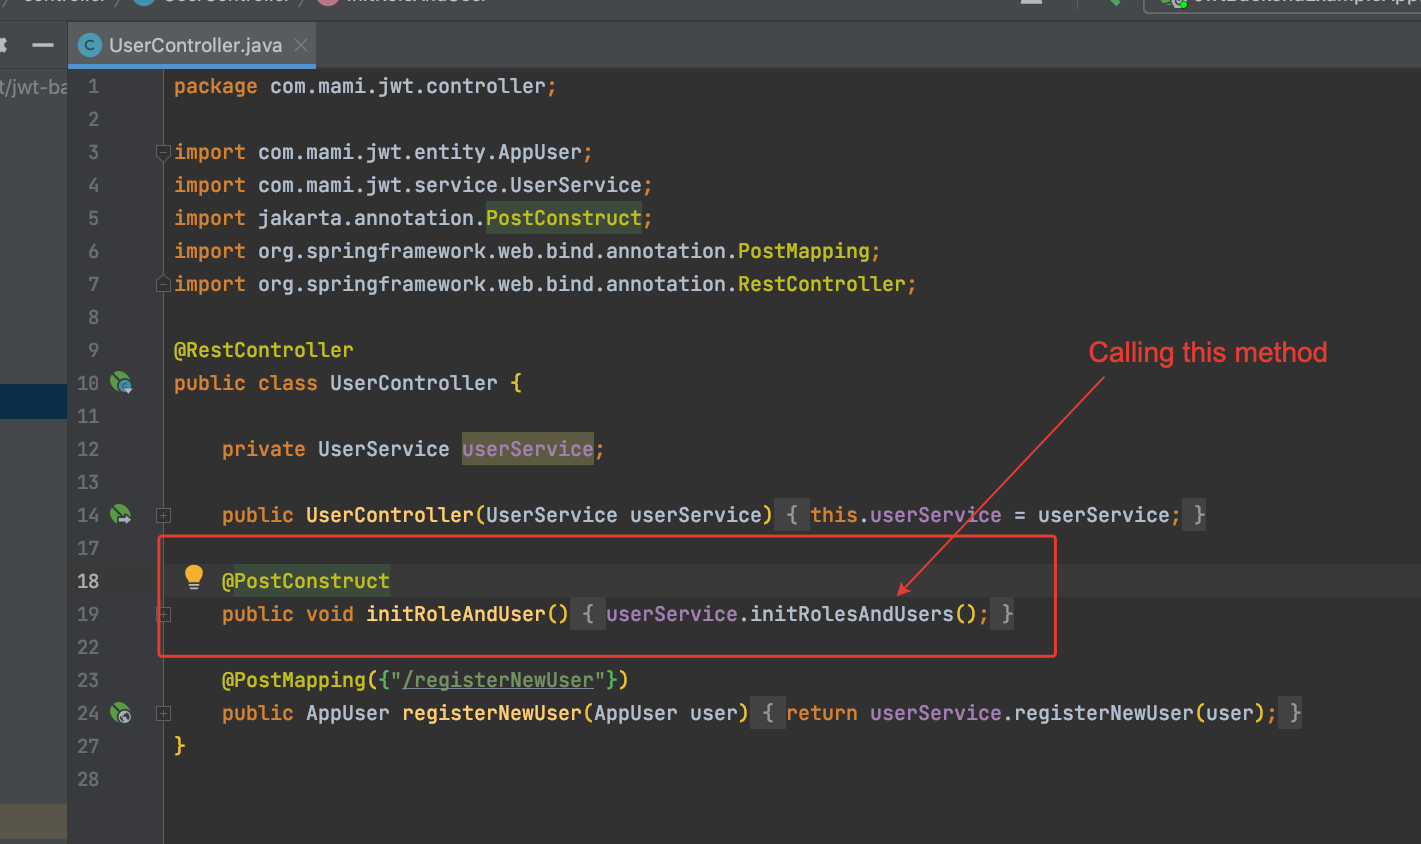 UserController.java
t/jwt-ba
1 package com.mami.jwt.controller;
2
3 import com.mami.jwt.entity.AppUser;
4 import com.mami.jwt.service.UserService;
5 import jakarta.annotation.PostConstruct;
6 import org.springframework.web.bind.annotation.PostMapping;
7 import org.springframework.web.bind.annotation.RestController;
8
9 @RestController
Calling this method
10 public class UserController {
11
12 private UserService userService;
13
14 public UserController(UserService userService) { this.userService = userService; }
17
18 @PostConstruct
19 public void initRoleAndUser() { userService.initRolesAndUsers(); }
22
23 @PostMapping({"/registerNewUser"})
24 public AppUser registerNewUser(AppUser user) { return userService.registerNewUser(user); }
27 }
28